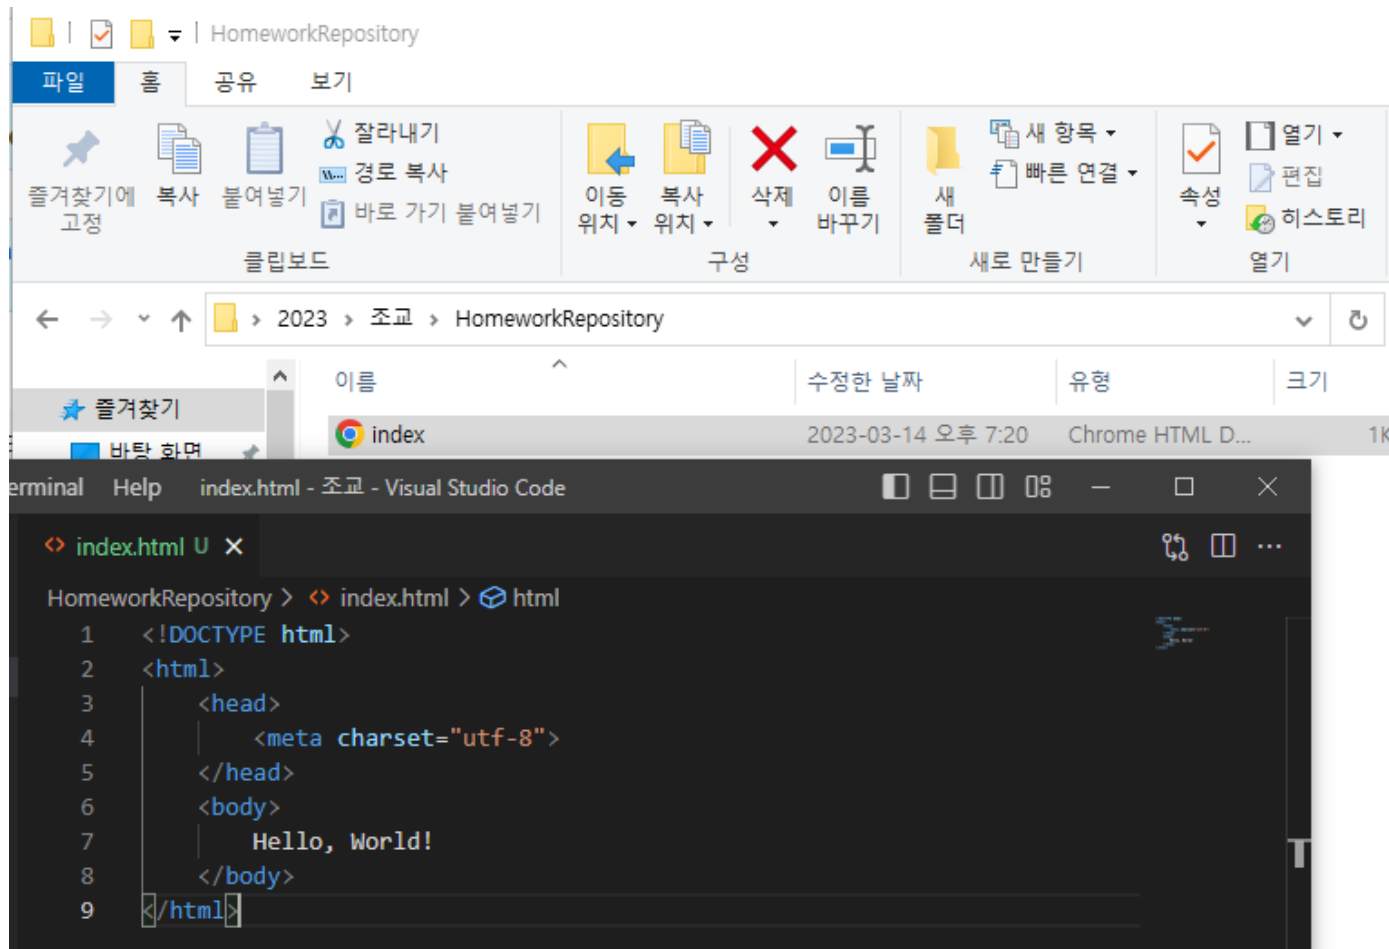 HomeworkRepository
파일 홈 공유 보기
잘라내기
경로 복사
바로 가기 붙여넣기
즐겨찾기에 고정
복사
붙여넣기
이동 위치
복사 위치
삭제
이름 바꾸기
새 폴더
새 항목
빠른 연결
속성
열기
편집
히스토리
클립보드 구성 새로 만들기 열기
2023 > 조교 > HomeworkRepository
이름 수정한 날짜 유형 크기
즐겨찾기
바탕 화면
index 2023-03-14 오후 7:20 Chrome HTML D... 1K
erminal Help index.html - 조교 - Visual Studio Code
index.html U
HomeworkRepository > index.html > html
1 <!DOCTYPE html>
2 <html>
3 <head>
4 <meta charset="utf-8">
5 </head>
6 <body>
7 Hello, World!
8 </body>
9 </html>